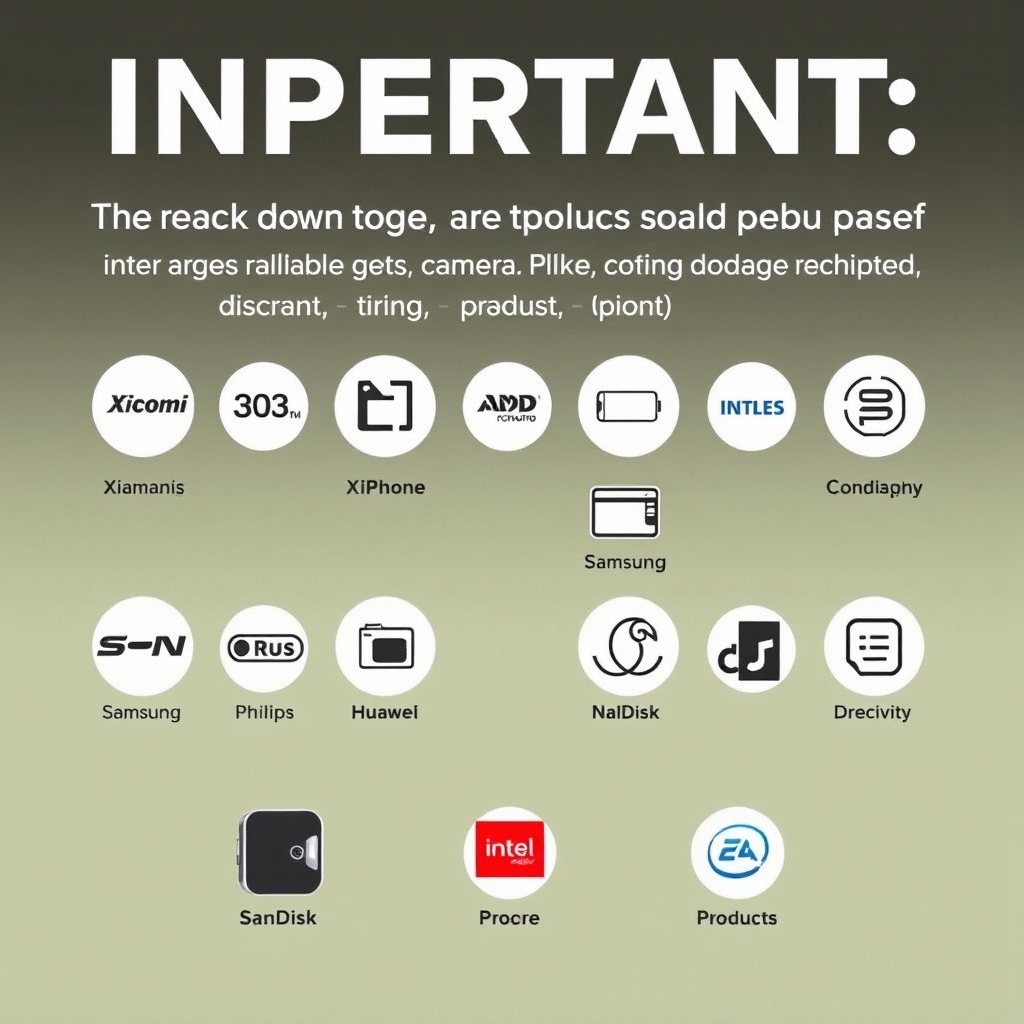 INPERTANT:
The reack down toge, are tpolucs soald pebu pasef
inter arges ralliable gets, camera. Pllke, cofing dodage rechipted,
discrant, - tiring, - pradust, - (piont)
Xicomi
303
AMD
INTLES
Xiamanis
XiPhone
Condiaphy
Samsung
S-N
RUS
Samsung
Philips
Huawei
NalDisk
Drecivity
intel
EA
SanDisk
Procre
Products